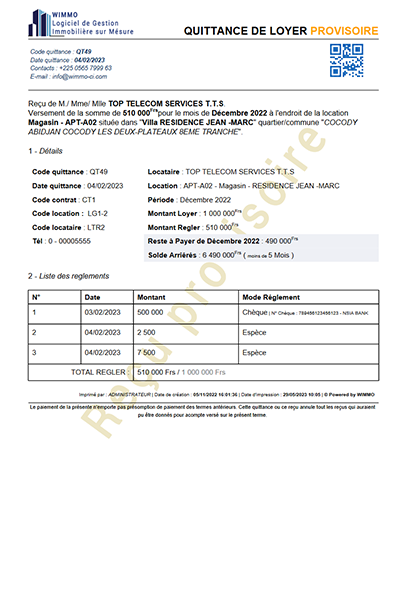 WIMMO
Logiciel de Gestion
Immobilière sur Mésure
QUITTANCE DE LOYER PROVISOIRE
Code quittance : QT49
Date quittance : 04/02/2023
Contacts : +225 0565 7999 63
E-mail : info@wimmo-ci.com
Reçu de M./ Mme/ Mlle TOP TELECOM SERVICES T.T.S.
Versement de la somme de 510 000Frs pour le mois de Décembre 2022 à l'endroit de la location
Magasin - APT-A02 située dans "Villa RESIDENCE JEAN -MARC" quartier/commune "COCODY
ABIDJAN COCODY LES DEUX-PLATEAUX 8EME TRANCHE".
1 - Détails
Code quittance : QT49
Locataire : TOP TELECOM SERVICES T.T.S
Date quittance : 04/02/2023
Location : APT-A02 - Magasin - RESIDENCE JEAN -MARC
Code contrat : CT1
Période : Décembre 2022
Code location : LG1-2
Montant Loyer : 1 000 000Frs
Code locataire : LTR2
Montant Regler : 510 000Frs
Tél : 0 - 00005555
Reste à Payer de Décembre 2022 : 490 000Frs
Solde Arriérés : 6 490 000Frs ( moins de 5 Mois )
2 - Liste des reglements
N° Date Montant Mode Règlement
1 03/02/2023 500 000 Chèque | N° Chèque : 789456123456123 - NSIA BANK
2 04/02/2023 2 500 Espèce
3 04/02/2023 7 500 Espèce
TOTAL REGLER : 510 000 Frs / 1 000 000 Frs
Imprimé par : ADMINISTRATEUR | Date de création : 05/11/2022 16:01:36 | Date d'impression : 29/05/2023 10:05 | © Powered by WIMMO
Le paiement de la présente n'emporte pas présomption de paiement des termes antérieurs. Cette quittance ou ce reçu annule tout les reçus qui auraient
pu être donnés pour acompte versé sur le présent terme.
Reçu provisoire